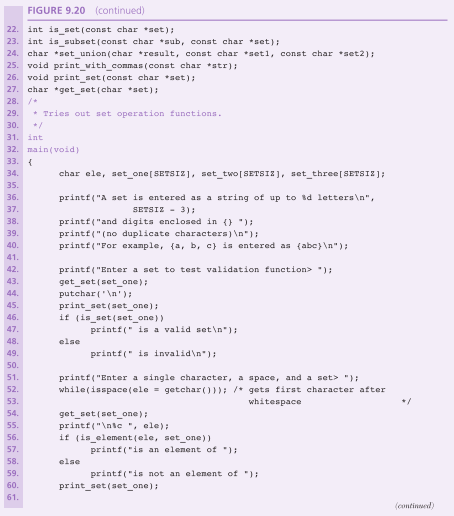 FIGURE 9.20 (continued)
22. int is_set(const char *set);
23. int is_subset(const char *sub, const char *set);
24. char *set_union(char *result, const char *set1, const char *set2);
25. void print_with_commas(const char *str);
26. void print_set(const char *set);
27. char *get_set(char *set);
28. /*
29.  * Tries out set operation functions.
30.  */
31. int
32. main(void)
33. {
34.       char ele, set_one[SETSIZ], set_two[SETSIZ], set_three[SETSIZ];
35.
36.       printf("A set is entered as a string of up to %d letters\n",
37.                    SETSIZ - 3);
38.       printf("and digits enclosed in {} ");
39.       printf("(no duplicate characters)\n");
40.       printf("For example, {a, b, c} is entered as {abc}\n");
41.
42.       printf("Enter a set to test validation function> ");
43.       get_set(set_one);
44.       putchar('\n');
45.       print_set(set_one);
46.       if (is_set(set_one))
47.             printf(" is a valid set\n");
48.       else
49.             printf(" is invalid\n");
50.
51.       printf("Enter a single character, a space, and a set> ");
52.       while(isspace(ele = getchar())); /* gets first character after
53.                                           whitespace                  */
54.       get_set(set_one);
55.       printf("\n%c ", ele);
56.       if (is_element(ele, set_one))
57.             printf("is an element of ");
58.       else
59.             printf("is not an element of ");
60.       print_set(set_one);
61.
(continued)